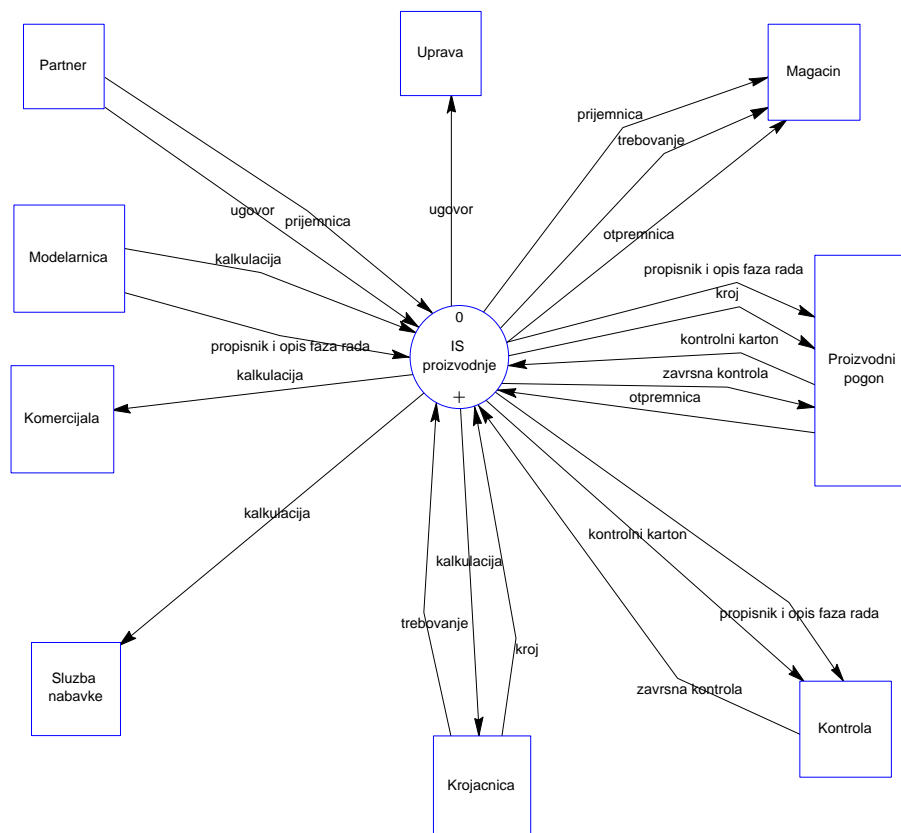 Partner
Uprava
Magacin
prijemnica
trebovanje
ugovor
prijemnica
ugovor
otpremnica
Modelarnica
kalkulacija
propisnik i opis faza rada
kroj
0
IS
proizvodnje
+
propisnik i opis faza rada
kontrolni karton
Proizvodni
pogon
kalkulacija
zavrsna kontrola
otpremnica
Komercijala
kalkulacija
kontrolni karton
kalkulacija
propisnik i opis faza rada
trebovanje
kroj
zavrsna kontrola
Sluzba
nabavke
Krojacnica
Kontrola